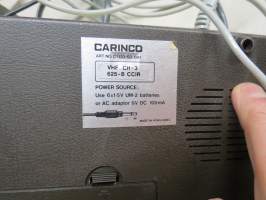 CARINCO
VHF CH-3
625-B CCIR
POWER SOURCE:
Use 6x1.5V UM-2 batteries
or AC adaptor 9V DC 100mA